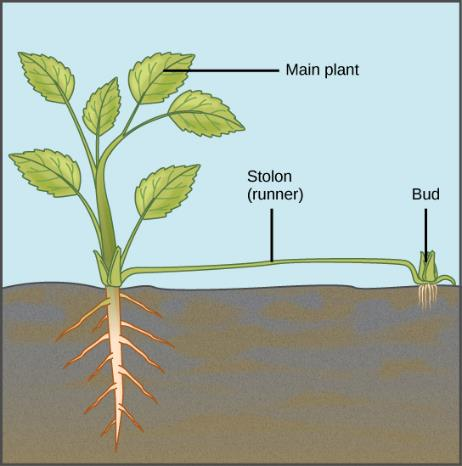 Main plant
Stolon
(runner)
Bud